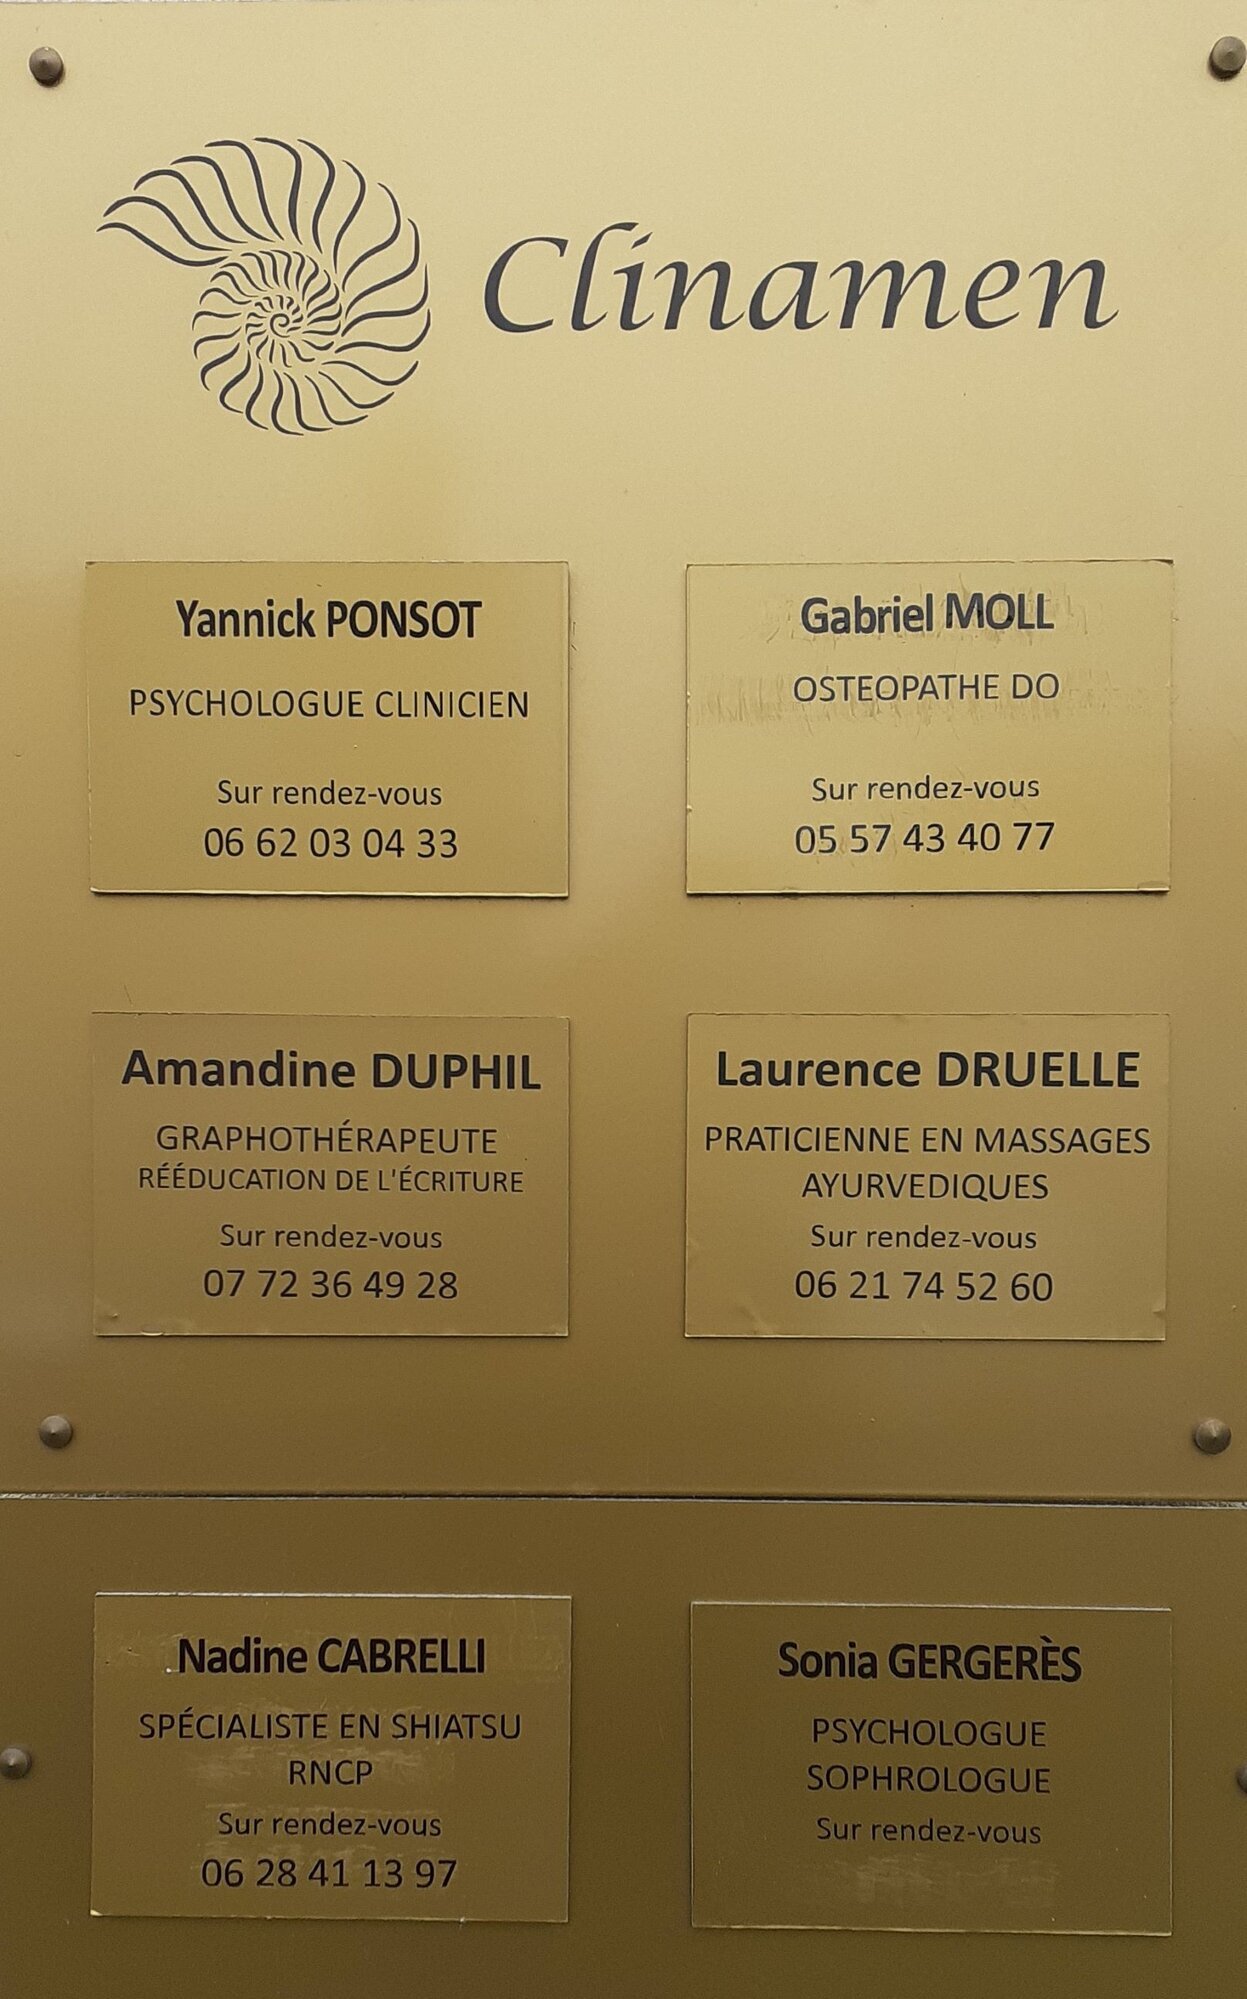 Clinamen
Yannick PONSOT
PSYCHOLOGUE CLINICIEN
Sur rendez-vous
06 62 03 04 33
Gabriel MOLL
OSTEOPATHE DO
Sur rendez-vous
05 57 43 40 77
Amandine DUPHIL
GRAPHOTHÉRAPEUTE
RÉÉDUCATION DE L'ÉCRITURE
Sur rendez-vous
07 72 36 49 28
Laurence DRUELLE
PRATICIENNE EN MASSAGES
AYURVEDIQUES
Sur rendez-vous
06 21 74 52 60
Nadine CABRELLI
SPÉCIALISTE EN SHIATSU
RNCP
Sur rendez-vous
06 28 41 13 97
Sonia GERGERÈS
PSYCHOLOGUE
SOPHROLOGUE
Sur rendez-vous